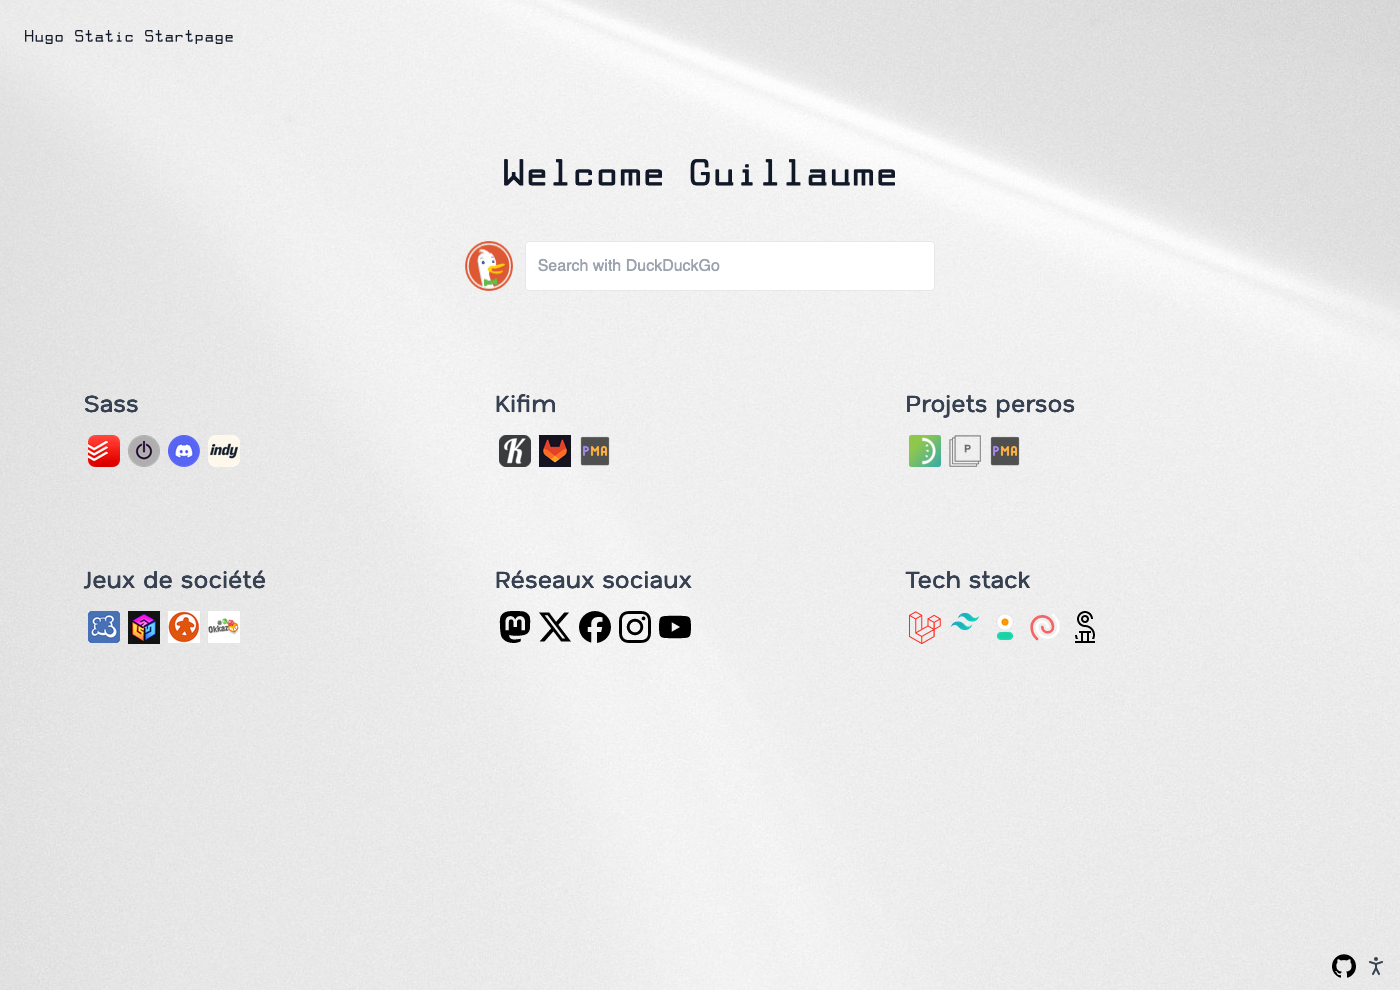 Hugo Static Startpage
Welcome Guillaume
Search with DuckDuckGo
Sass
Kifim
Projets persos
indy
K
PMA
P
PMA
Jeux de société
Réseaux sociaux
Tech stack
Okkazeo